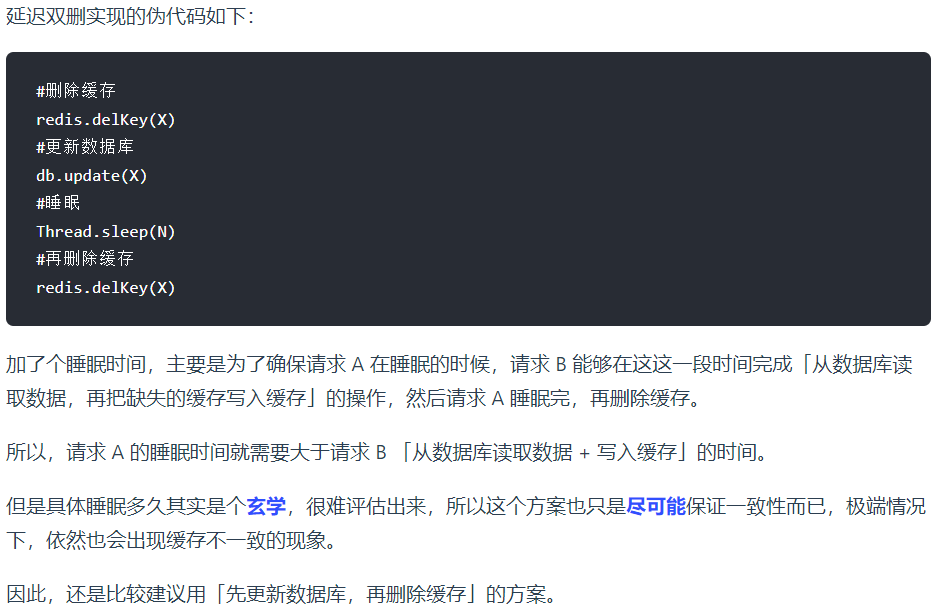 延迟双删实现的伪代码如下：
#删除缓存
redis.delKey(X)
#更新数据库
db.update(X)
#睡眠
Thread.sleep(N)
#再删除缓存
redis.delKey(X)
加了个睡眠时间，主要是为了确保请求 A 在睡眠的时候，请求 B 能够在这这一段时间完成「从数据库读
取数据，再把缺失的缓存写入缓存」的操作，然后请求 A 睡眠完，再删除缓存。
所以，请求 A 的睡眠时间就需要大于请求 B 「从数据库读取数据 + 写入缓存」的时间。
但是具体睡眠多久其实是个玄学，很难评估出来，所以这个方案也只是尽可能保证一致性而已，极端情况
下，依然也会出现缓存不一致的现象。
因此，还是比较建议用「先更新数据库，再删除缓存」的方案。